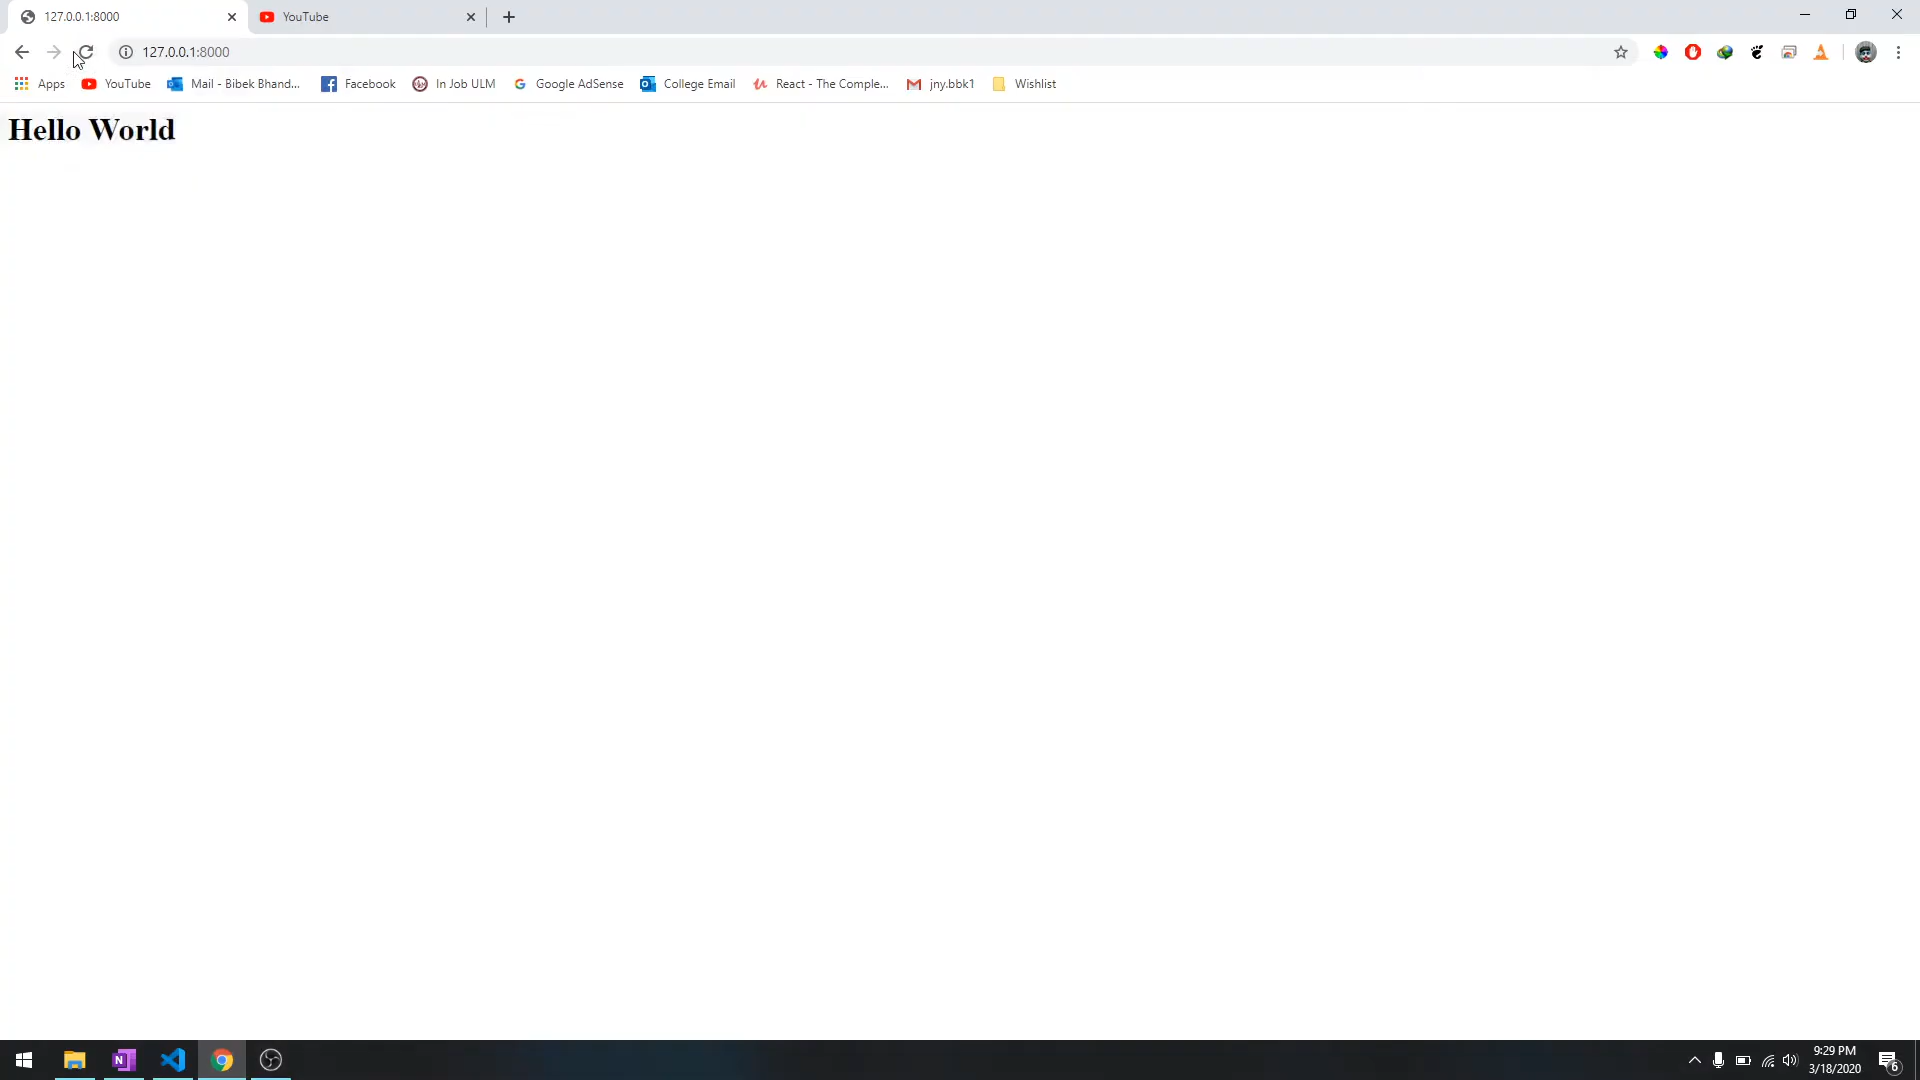 127.0.0.1:8000
YouTube
127.0.0.1:8000
Apps YouTube Mail - Bibek Bhand... Facebook In Job ULM Google AdSense College Email React - The Comple... jny.bbk1 Wishlist
Hello World
9:29 PM
3/18/2020
6